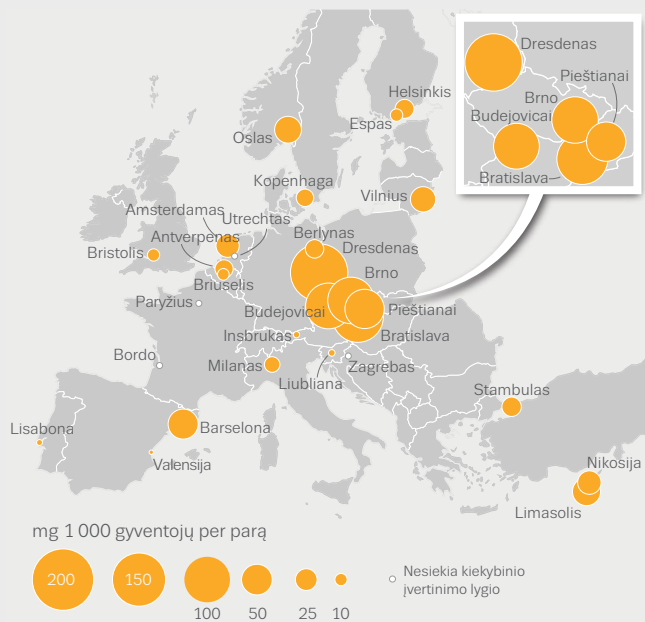 Dresdenas
Pieštianai
Brno
Budejovicai
Bratislava
Helsinkis
Espas
Oslas
Kopenhaga
Vilnius
Amsterdamas
Utrechtas
Antverpenas
Berlynas
Dresdenas
Bristolis
Briuselis
Brno
Paryžius
Budejovicai
Pieštianai
Insbrukas
Bratislava
Bordo
Milanas
Zagrebas
Liubliana
Stambulas
Lisabona
Barselona
Valensija
Nikosija
Limasolis
mg 1 000 gyventojų per parą
200
150
100
50
25
10
Nesiekia kiekybinio
įvertinimo lygio